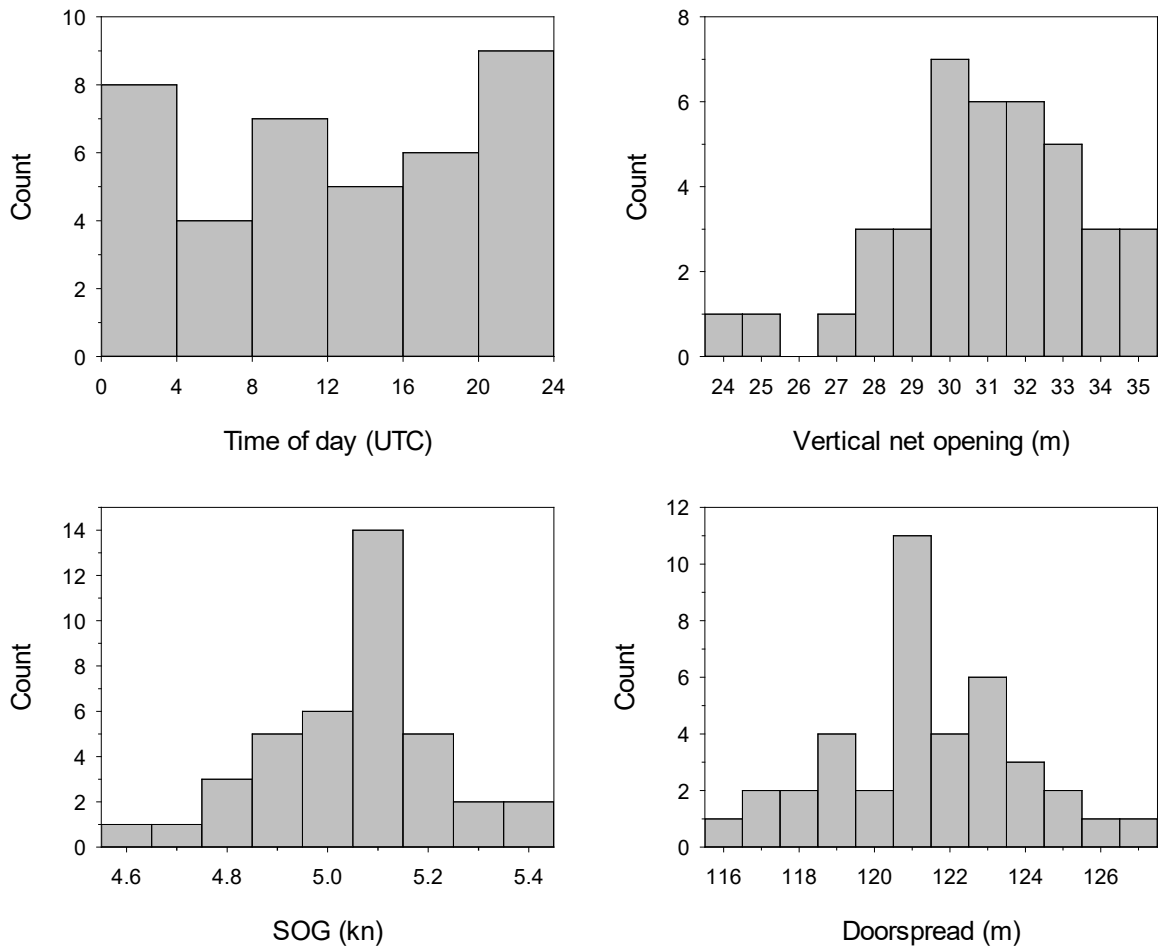 10
8
6
4
2
0
Count
0 4 8 12 16 20 24
Time of day (UTC)
8
6
4
2
0
Count
24 25 26 27 28 29 30 31 32 33 34 35
Vertical net opening (m)
14
12
10
8
6
4
2
0
Count
4.6 4.8 5.0 5.2 5.4
SOG (kn)
12
10
8
6
4
2
0
Count
116 118 120 122 124 126
Doorspread (m)